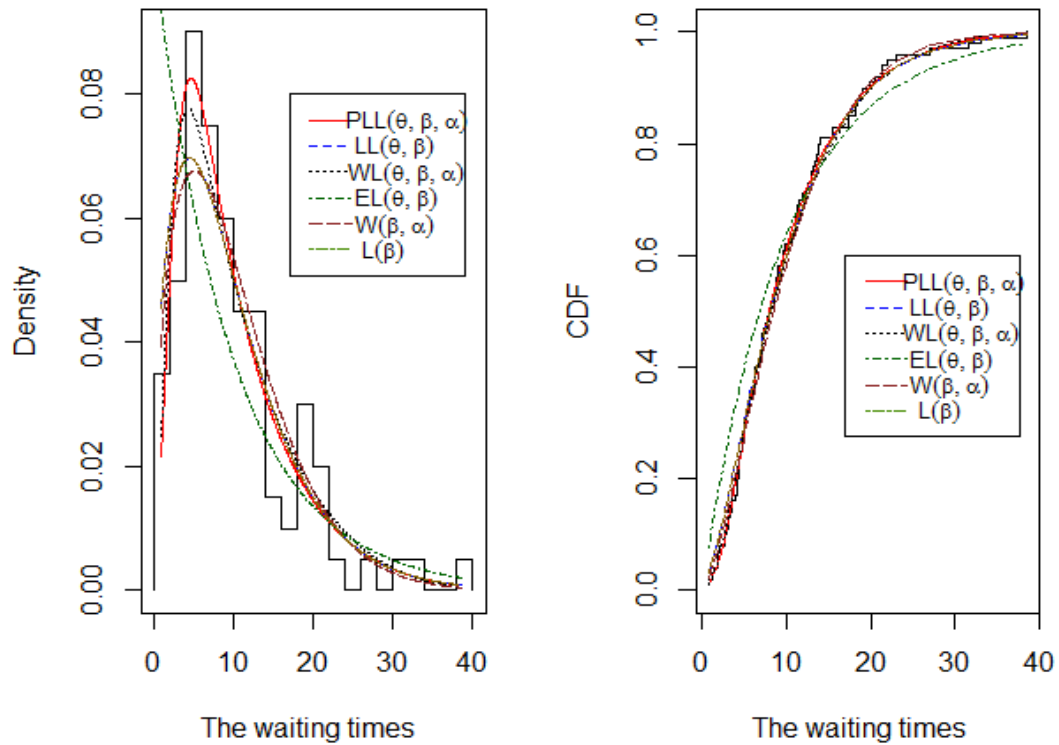 Density
0.00
0.02
0.04
0.06
0.08
PLL(θ, β, α)
LL(θ, β)
WL(θ, β, α)
EL(θ, β)
W(β, α)
L(β)
0
10
20
30
40
The waiting times
CDF
0.0
0.2
0.4
0.6
0.8
1.0
PLL(θ, β, α)
LL(θ, β)
WL(θ, β, α)
EL(θ, β)
W(β, α)
L(β)
0
10
20
30
40
The waiting times